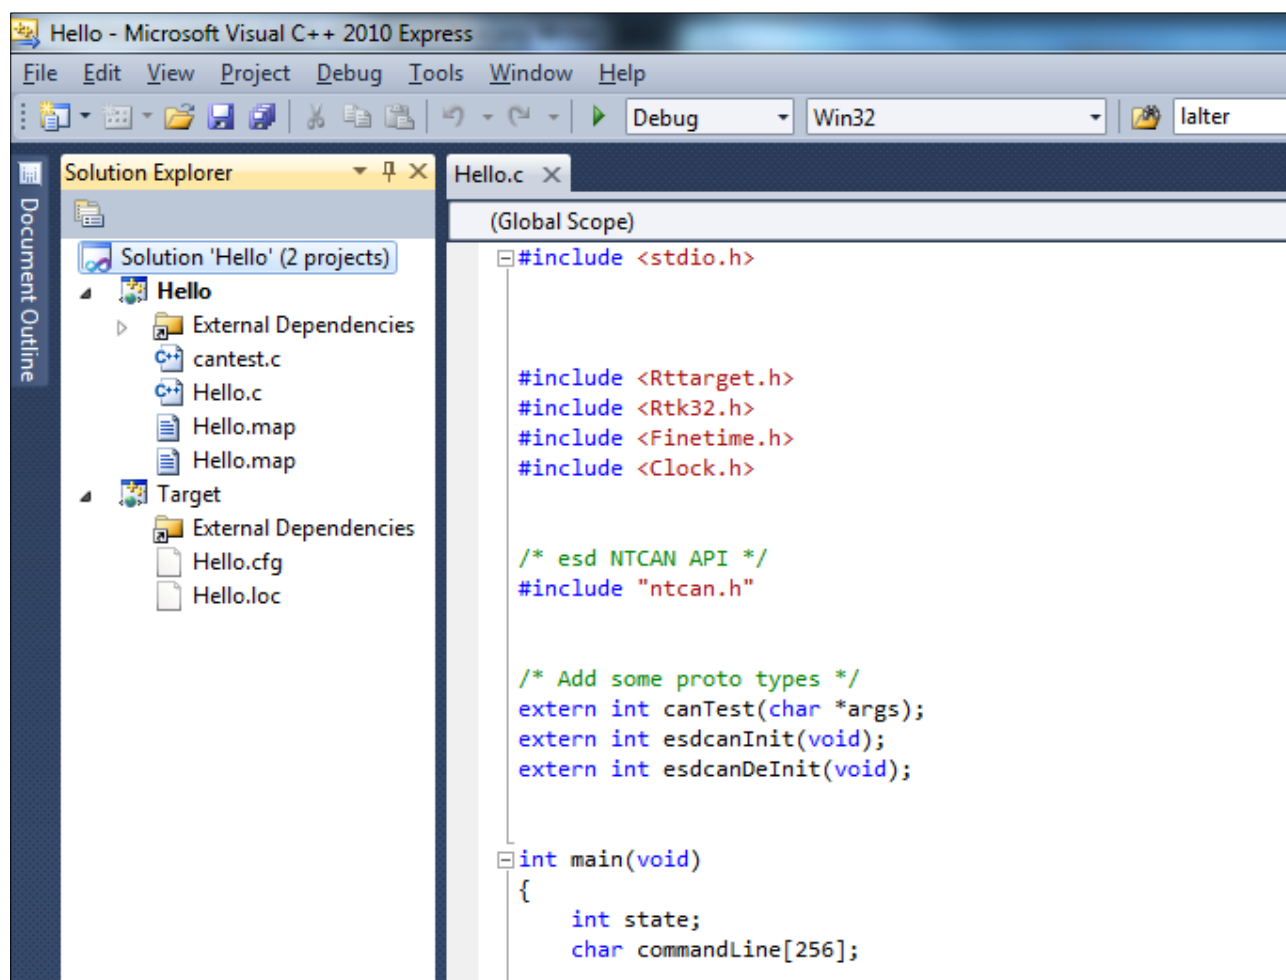 Hello - Microsoft Visual C++ 2010 Express
File Edit View Project Debug Tools Window Help
Debug Win32 lalter
Document Outline
Solution Explorer
Solution 'Hello' (2 projects)
Hello
External Dependencies
cantest.c
Hello.c
Hello.map
Hello.map
Target
External Dependencies
Hello.cfg
Hello.loc
Hello.c
(Global Scope)
#include <stdio.h>
#include <Rttarget.h>
#include <Rtk32.h>
#include <Finetime.h>
#include <Clock.h>
/* esd NTCAN API */
#include "ntcan.h"
/* Add some proto types */
extern int canTest(char *args);
extern int esdcanInit(void);
extern int esdcanDeInit(void);
int main(void)
{
int state;
char commandLine[256];